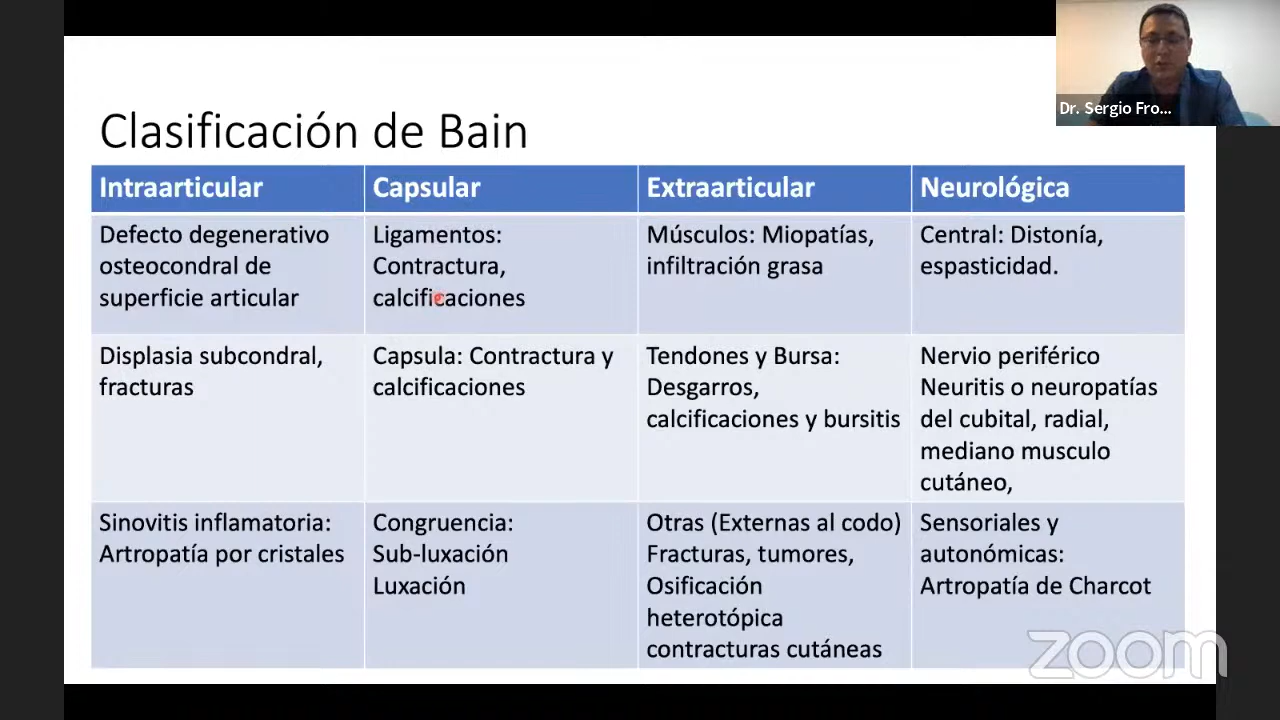 Dr. Sergio Fro...
Clasificación de Bain
Intraarticular
Capsular
Extraarticular
Neurológica
Defecto degenerativo
osteocondral de
superficie articular
Ligamentos:
Contractura,
calcificaciones
Músculos: Miopatías,
infiltración grasa
Central: Distonía,
espasticidad.
Displasia subcondral,
fracturas
Capsula: Contractura y
calcificaciones
Tendones y Bursa:
Desgarros,
calcificaciones y bursitis
Nervio periférico
Neuritis o neuropatías
del cubital, radial,
mediano musculo
cutáneo,
Sinovitis inflamatoria:
Artropatía por cristales
Congruencia:
Sub-luxación
Luxación
Otras (Externas al codo)
Fracturas, tumores,
Osificación
heterotópica
contracturas cutáneas
Sensoriales y
autonómicas:
Artropatía de Charcot
zoom